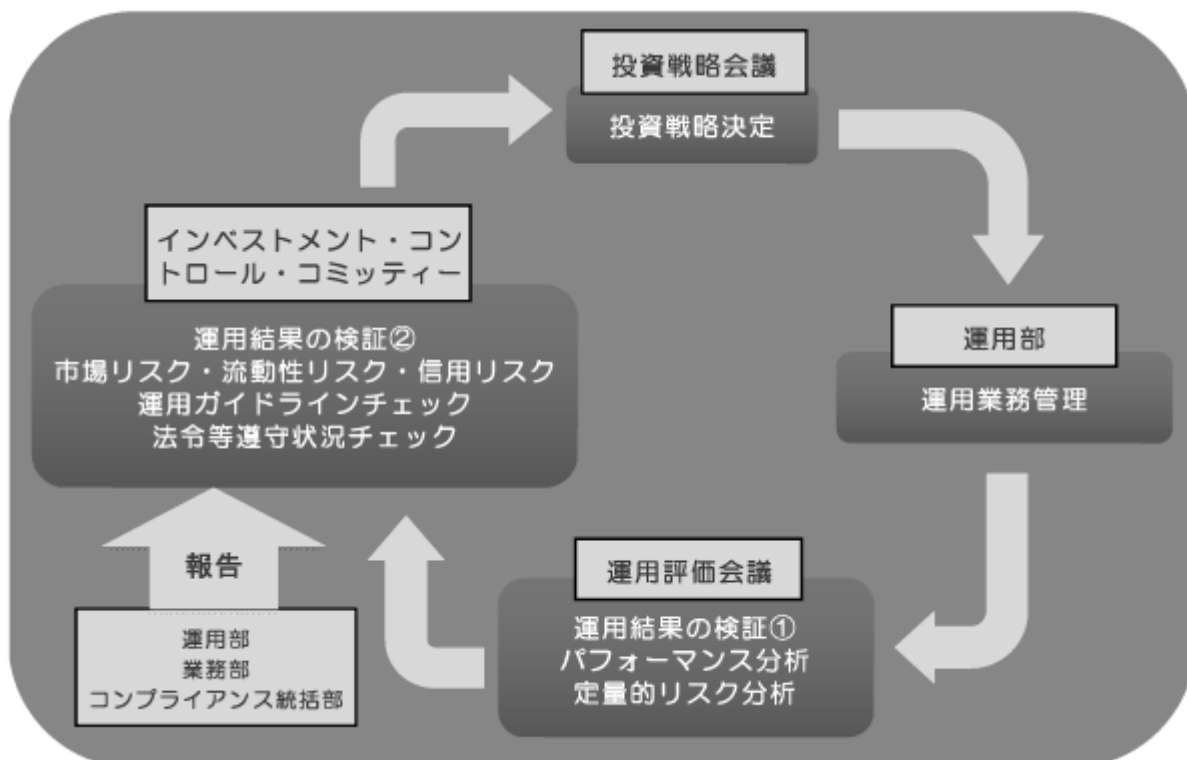 投資戦略会議
投資戦略決定
インベストメント・コン
トロール・コミッティー
運用結果の検証②
市場リスク・流動性リスク・信用リスク
運用ガイドラインチェック
法令等遵守状況チェック
運用部
運用業務管理
報告
運用部
業務部
コンプライアンス統括部
運用評価会議
運用結果の検証①
パフォーマンス分析
定量的リスク分析